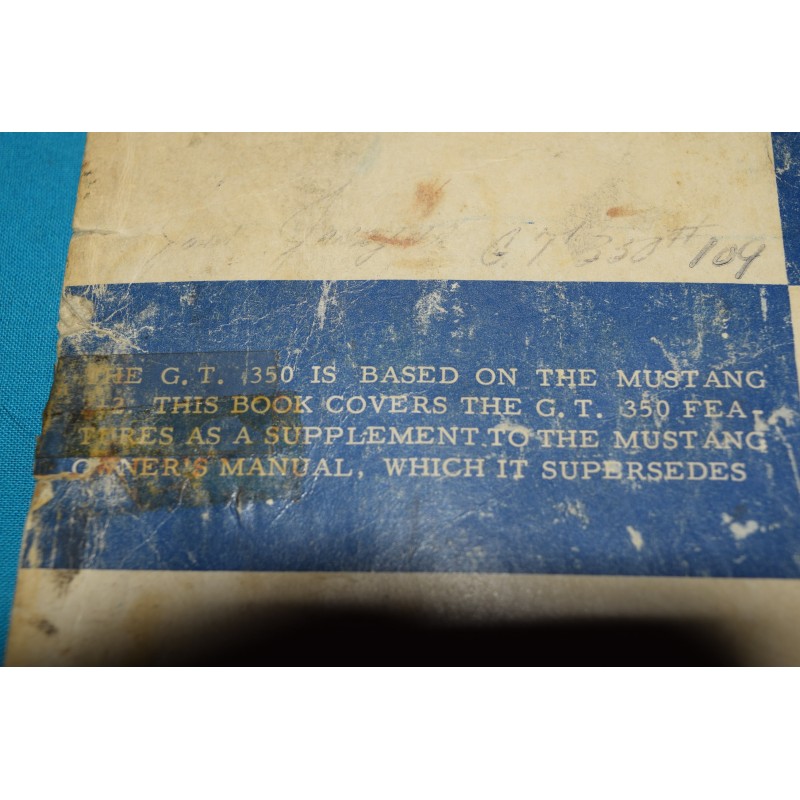 G.T. 350 # 109
THE G. T. 350 IS BASED ON THE MUSTANG
2. THIS BOOK COVERS THE G. T. 350 FEA-
TURES AS A SUPPLEMENT TO THE MUSTANG
OWNER'S MANUAL, WHICH IT SUPERSEDES